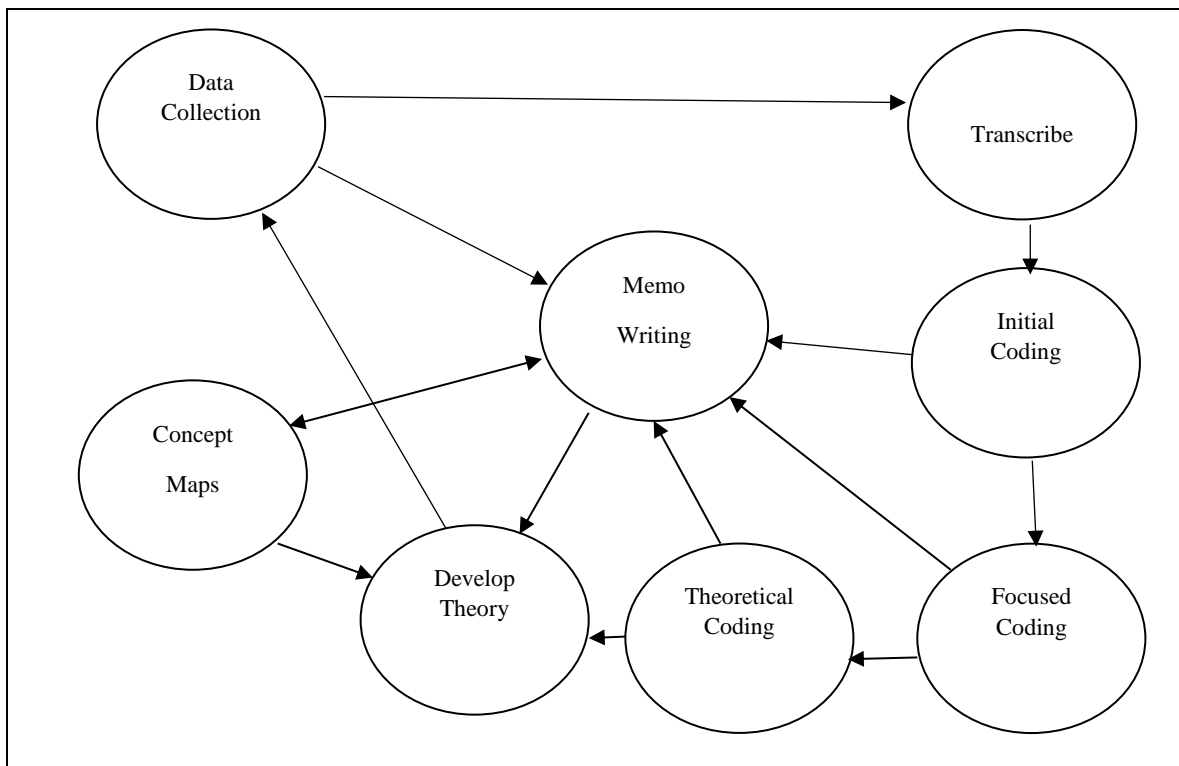 Data
Collection
Transcribe
Memo
Writing
Initial
Coding
Concept
Maps
Develop
Theory
Theoretical
Coding
Focused
Coding